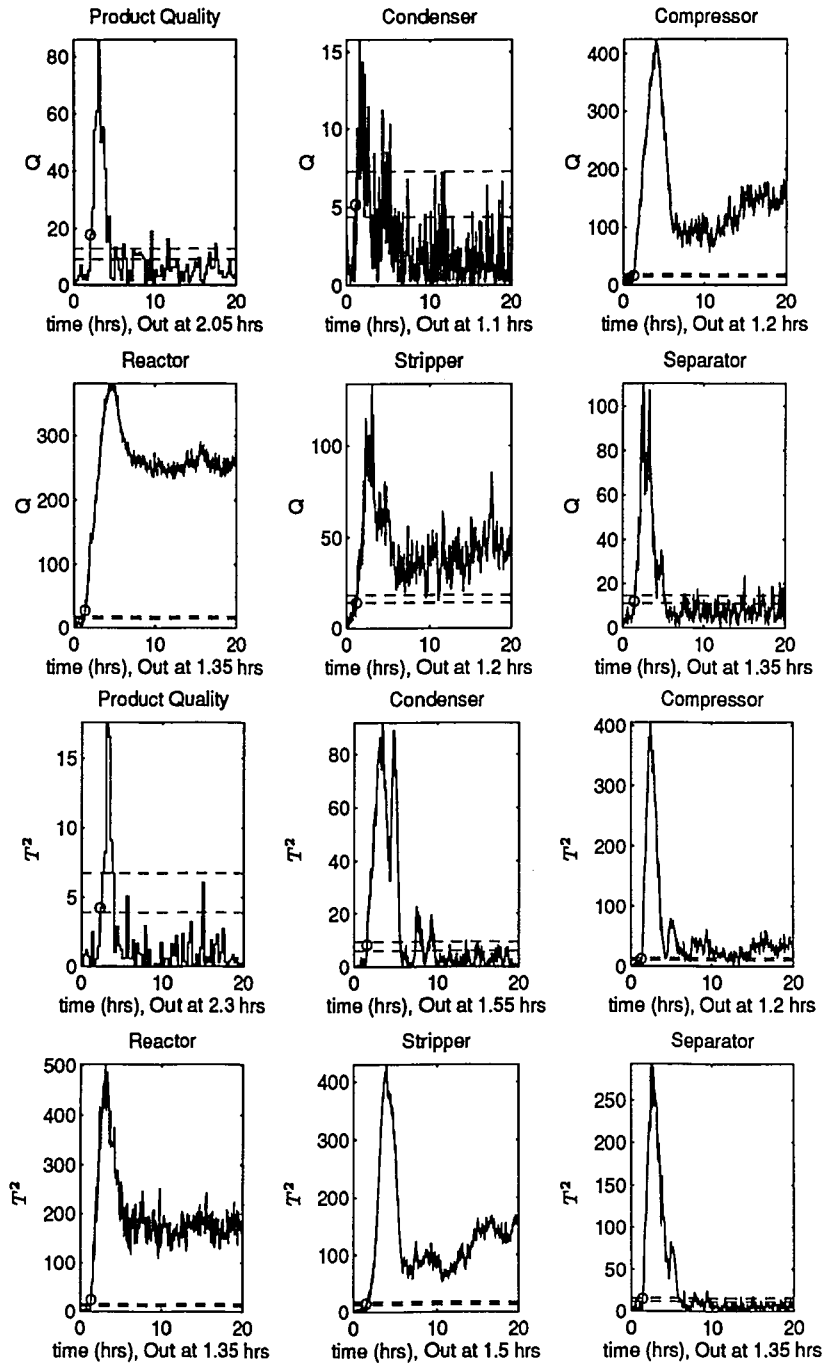 Product Quality
80
60
40
20
0
Q
0 10 20
time (hrs), Out at 2.05 hrs
Condenser
15
10
5
0
Q
0 10 20
time (hrs), Out at 1.1 hrs
Compressor
400
300
200
100
0
Q
0 10 20
time (hrs), Out at 1.2 hrs
Reactor
300
200
100
0
Q
0 10 20
time (hrs), Out at 1.35 hrs
Stripper
100
50
0
Q
0 10 20
time (hrs), Out at 1.2 hrs
Separator
100
80
60
40
20
0
Q
0 10 20
time (hrs), Out at 1.35 hrs
Product Quality
15
10
5
0
T²
0 10 20
time (hrs), Out at 2.3 hrs
Condenser
80
60
40
20
0
T²
0 10 20
time (hrs), Out at 1.55 hrs
Compressor
400
300
200
100
0
T²
0 10 20
time (hrs), Out at 1.2 hrs
Reactor
500
400
300
200
100
0
T²
0 10 20
time (hrs), Out at 1.35 hrs
Stripper
400
300
200
100
0
T²
0 10 20
time (hrs), Out at 1.5 hrs
Separator
250
200
150
100
50
0
T²
0 10 20
time (hrs), Out at 1.35 hrs